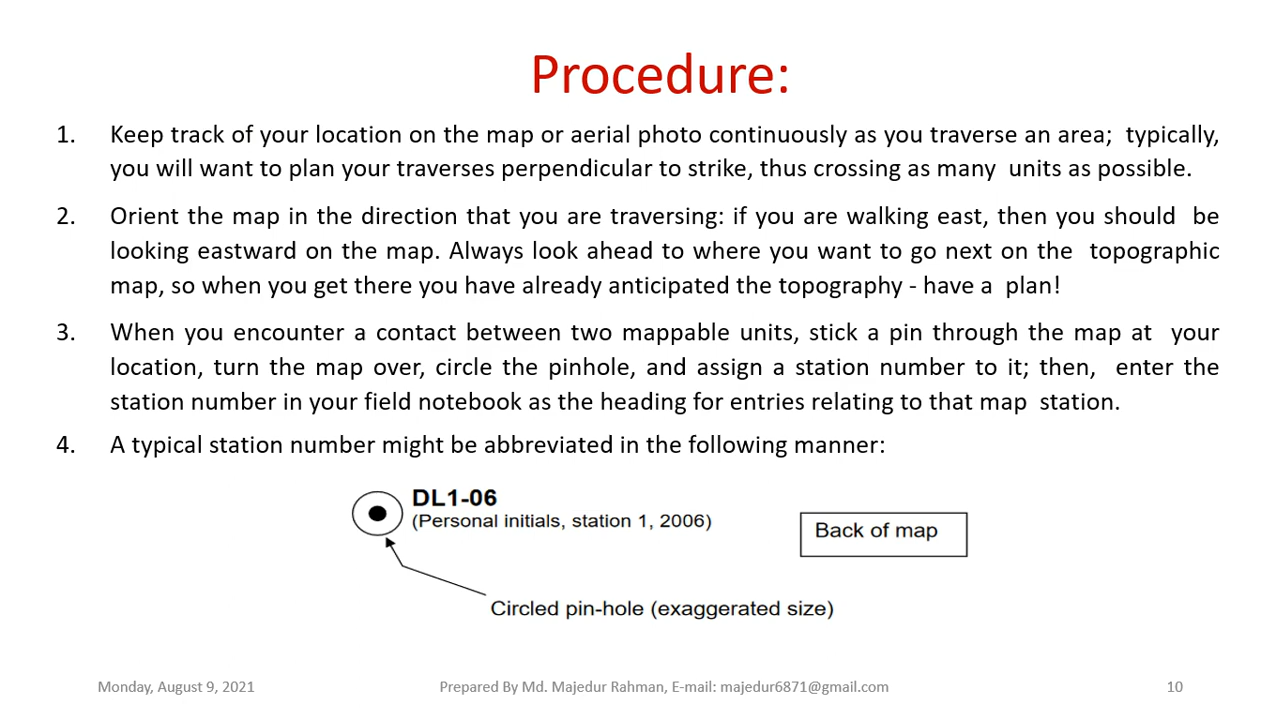 Procedure:
1. Keep track of your location on the map or aerial photo continuously as you traverse an area; typically,
you will want to plan your traverses perpendicular to strike, thus crossing as many units as possible.
2. Orient the map in the direction that you are traversing: if you are walking east, then you should be
looking eastward on the map. Always look ahead to where you want to go next on the topographic
map, so when you get there you have already anticipated the topography - have a plan!
3. When you encounter a contact between two mappable units, stick a pin through the map at your
location, turn the map over, circle the pinhole, and assign a station number to it; then, enter the
station number in your field notebook as the heading for entries relating to that map station.
4. A typical station number might be abbreviated in the following manner:
DL1-06
(Personal initials, station 1, 2006)
Back of map
Circled pin-hole (exaggerated size)
Monday, August 9, 2021
Prepared By Md. Majedur Rahman, E-mail: majedur6871@gmail.com
10